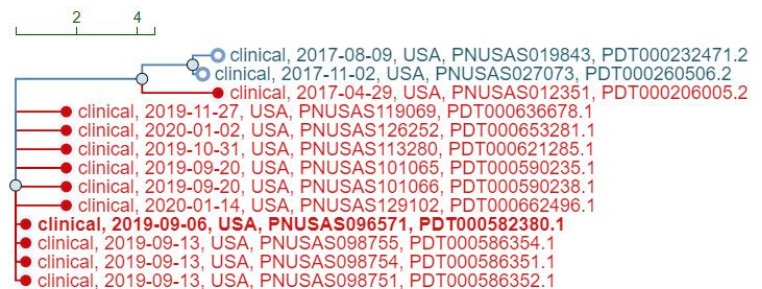 2 4
clinical, 2017-08-09, USA, PNUSAS019843, PDT000232471.2
clinical, 2017-11-02, USA, PNUSAS027073, PDT000260506.2
clinical, 2017-04-29, USA, PNUSAS012351, PDT000206005.2
clinical, 2019-11-27, USA, PNUSAS119069, PDT000636678.1
clinical, 2020-01-02, USA, PNUSAS126252, PDT000653281.1
clinical, 2019-10-31, USA, PNUSAS113280, PDT000621285.1
clinical, 2019-09-20, USA, PNUSAS101065, PDT000590235.1
clinical, 2019-09-20, USA, PNUSAS101066, PDT000590238.1
clinical, 2020-01-14, USA, PNUSAS129102, PDT000662496.1
clinical, 2019-09-06, USA, PNUSAS096571, PDT000582380.1
clinical, 2019-09-13, USA, PNUSAS098755, PDT000586354.1
clinical, 2019-09-13, USA, PNUSAS098754, PDT000586351.1
clinical, 2019-09-13, USA, PNUSAS098751, PDT000586352.1